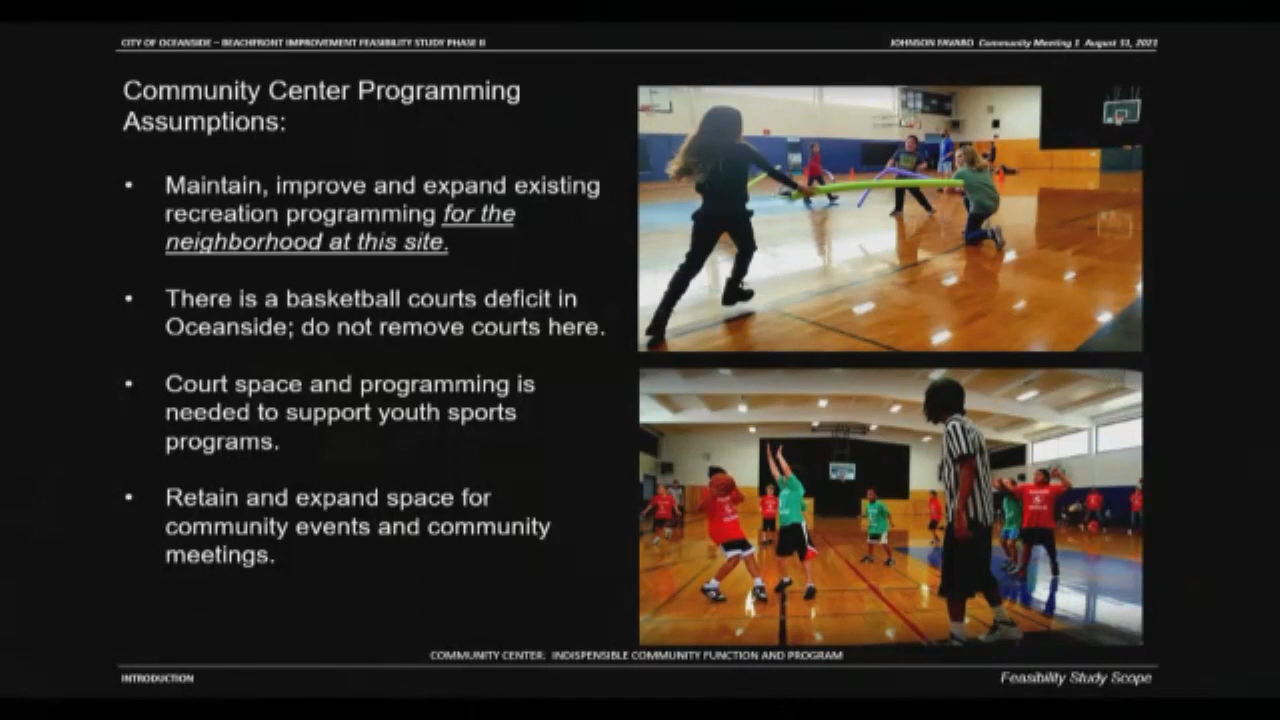 CITY OF OCEANSIDE – BEACHFRONT IMPROVEMENT FEASIBILITY STUDY PHASE II
JOHNSON FAVARO Community Meeting 1 August 31, 2021
Community Center Programming
Assumptions:
• Maintain, improve and expand existing
recreation programming for the
neighborhood at this site.
• There is a basketball courts deficit in
Oceanside; do not remove courts here.
• Court space and programming is
needed to support youth sports
programs.
• Retain and expand space for
community events and community
meetings.
COMMUNITY CENTER: INDISPENSIBLE COMMUNITY FUNCTION AND PROGRAM
INTRODUCTION
Feasibility Study Scope